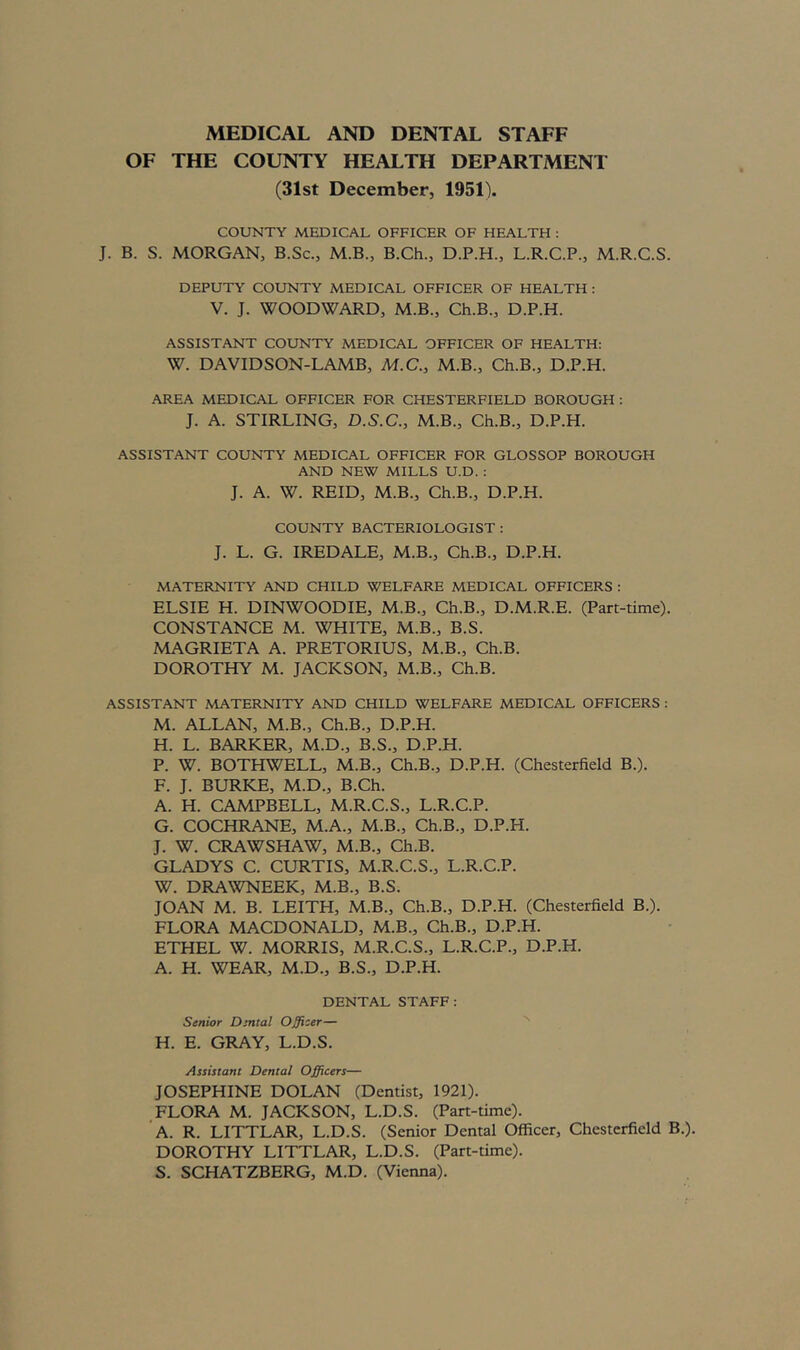 MEDICAL AND DENTAL STAFF
OF THE COUNTY HEALTH DEPARTMENT
(31st December, 1951).
COUNTY MEDICAL OFFICER OF HEALTH :
J. B. S. MORGAN, B.Sc., M.B., B.Ch., D.P.H., L.R.C.P., M.R.C.S.
DEPUTY COUNTY MEDICAL OFFICER OF HEALTH :
V. J. WOODWARD, M.B., Ch.B., D.P.H.
ASSISTANT COUNTY MEDICAL OFFICER OF HEALTH:
W. DAVIDSON-LAMB, M.C., M.B., Ch.B., D.P.H.
AREA MEDICAL OFFICER FOR CHESTERFIELD BOROUGH :
J. A. STIRLING, D.S.C., M.B., Ch.B., D.P.H.
ASSISTANT COUNTY MEDICAL OFFICER FOR GLOSSOP BOROUGH
AND NEW MILLS U.D. :
J. A. W. REID, M.B., Ch.B., D.P.H.
COUNTY BACTERIOLOGIST :
J. L. G. IREDALE, M.B., Ch.B., D.P.H.
MATERNITY AND CHILD WELFARE MEDICAL OFFICERS :
ELSIE H. DINWOODIE, M.B., Ch.B., D.M.R.E. (Part-time).
CONSTANCE M. WHITE, M.B., B.S.
MAGRIETA A. PRETORIUS, M.B., Ch.B.
DOROTHY M. JACKSON, M.B., Ch.B.
ASSISTANT MATERNITY AND CHILD WELFARE MEDICAL OFFICERS :
M. ALLAN, M.B., Ch.B., D.P.H.
H. L. BARKER, M.D., B.S., D.P.H.
P. W. BOTHWELL, M.B., Ch.B., D.P.H. (Chesterfield B.).
F. J. BURKE, M.D., B.Ch.
A. H. CAMPBELL, M.R.C.S., L.R.C.P.
G. COCHRANE, M.A., M.B., Ch.B., D.P.H.
J. W. CRAWSHAW, M.B., Ch.B.
GLADYS C. CURTIS, M.R.C.S., L.R.C.P.
W. DRAWNEEK, M.B., B.S.
JOAN M. B. LEITH, M.B., Ch.B., D.P.H. (Chesterfield B.).
FLORA MACDONALD, M.B., Ch.B., D.P.H.
ETHEL W. MORRIS, M.R.C.S., L.R.C.P., D.P.H.
A. H. WEAR, M.D., B.S., D.P.H.
DENTAL STAFF :
Senior Dental Officer—
H. E. GRAY, L.D.S.
Assistant Dental Officers—
JOSEPHINE DOLAN (Dentist, 1921).
FLORA M. JACKSON, L.D.S. (Part-time).
A. R. LITTLAR, L.D.S. (Senior Dental Officer, Chesterfield B.).
DOROTHY LITTLAR, L.D.S. (Part-time).
S. SCHATZBERG, M.D. (Vienna).